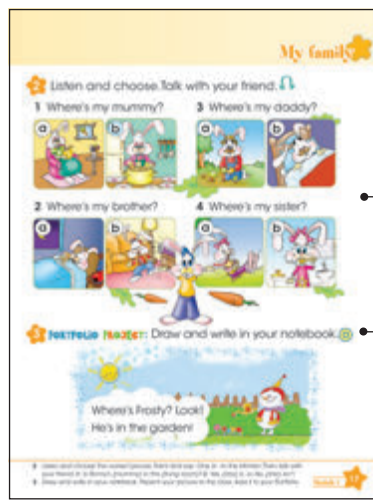 My family
2 Listen and choose. Talk with your friend.
1 Where's my mummy?
3 Where's my daddy?
a
b
a
b
2 Where's my brother?
4 Where's my sister?
a
b
a
b
3 Portfolio Project: Draw and write in your notebook.
Where's Frosty? Look!
He's in the garden!